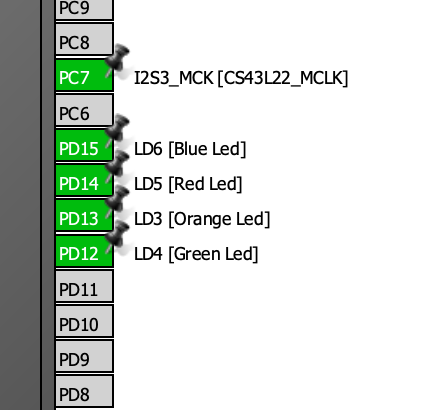 PC9
PC8
PC7 I2S3_MCK [CS43L22_MCLK]
PC6
PD15 LD6 [Blue Led]
PD14 LD5 [Red Led]
PD13 LD3 [Orange Led]
PD12 LD4 [Green Led]
PD11
PD10
PD9
PD8